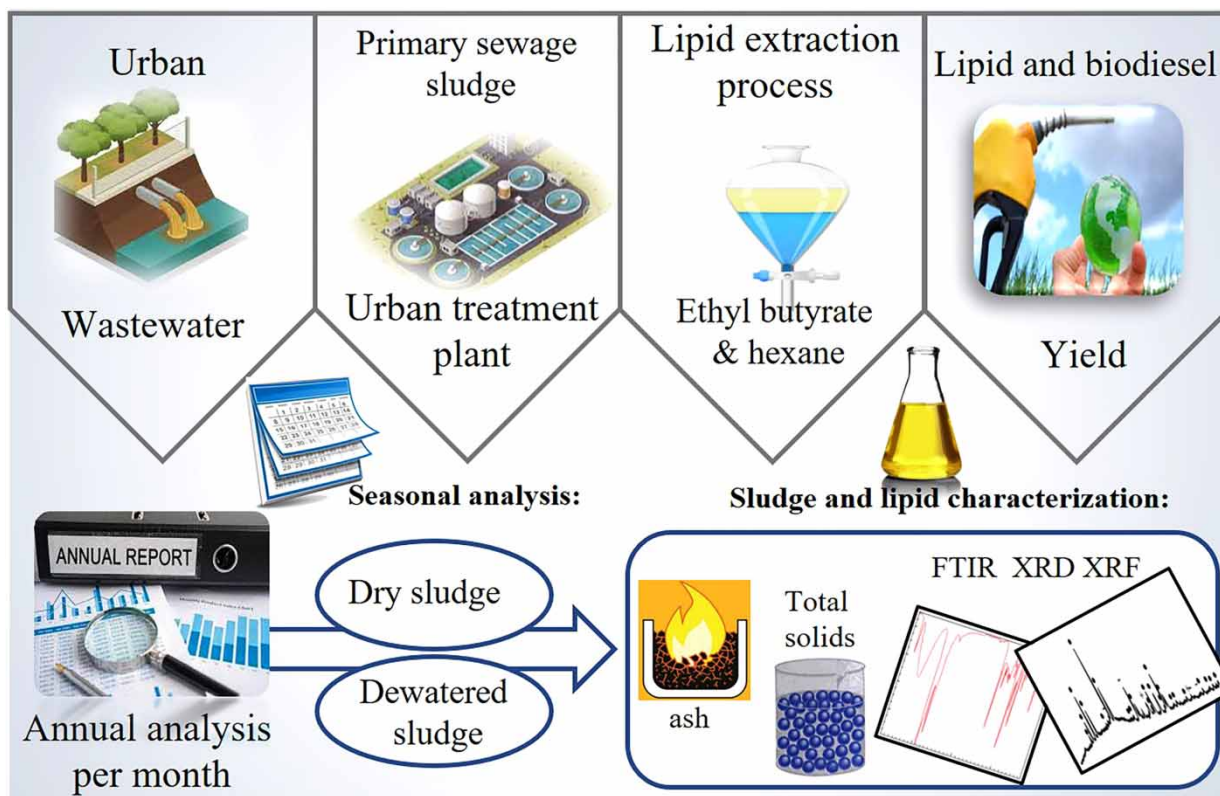 Urban
Wastewater
Primary sewage
sludge
Urban treatment
plant
Lipid extraction
process
Ethyl butyrate
& hexane
Lipid and biodiesel
Yield
Seasonal analysis:
Sludge and lipid characterization:
ANNUAL REPORT
Annual analysis
per month
Dry sludge
Dewatered
sludge
ash
Total
solids
FTIR XRD XRF